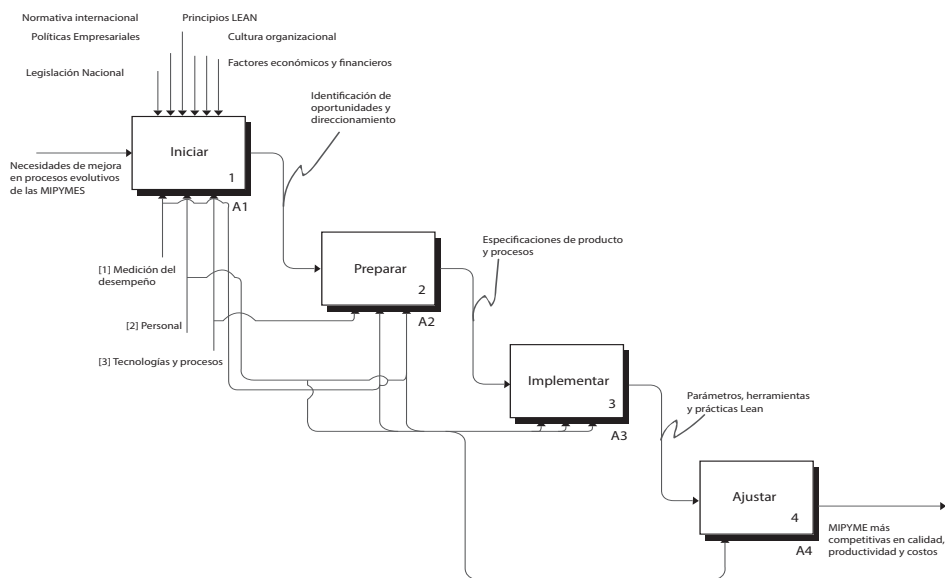 Normativa internacional
Principios LEAN
Políticas Empresariales
Cultura organizacional
Legislación Nacional
Factores económicos y financieros
Identificación de
oportunidades y
direccionamiento
Iniciar
1
A1
Necesidades de mejora
en procesos evolutivos
de las MIPYMES
[1] Medición del
desempeño
[2] Personal
[3] Tecnologías y procesos
Preparar
2
A2
Especificaciones de producto
y procesos
Implementar
3
A3
Parámetros, herramientas
y prácticas Lean
Ajustar
4
A4
MIPYME más
competitivas en calidad,
productividad y costos